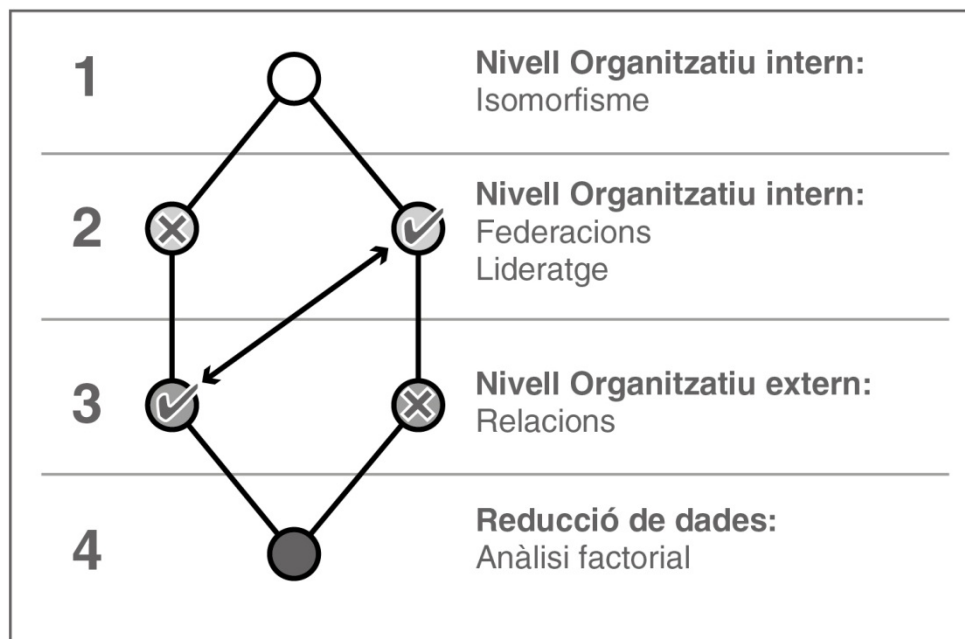 1
Nivell Organitzatiu intern:
Isomorfisme
2
Nivell Organitzatiu intern:
Federacions
Lideratge
3
Nivell Organitzatiu extern:
Relacions
4
Reducció de dades:
Anàlisi factorial